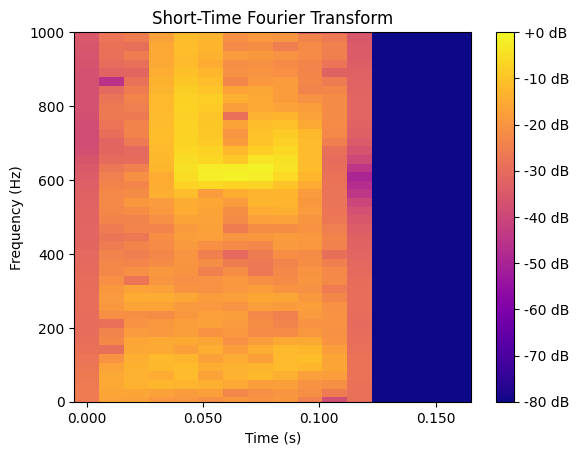 Short-Time Fourier Transform
1000
800
600
400
200
0
Frequency (Hz)
0.000
0.050
0.100
0.150
Time (s)
+0 dB
-10 dB
-20 dB
-30 dB
-40 dB
-50 dB
-60 dB
-70 dB
-80 dB